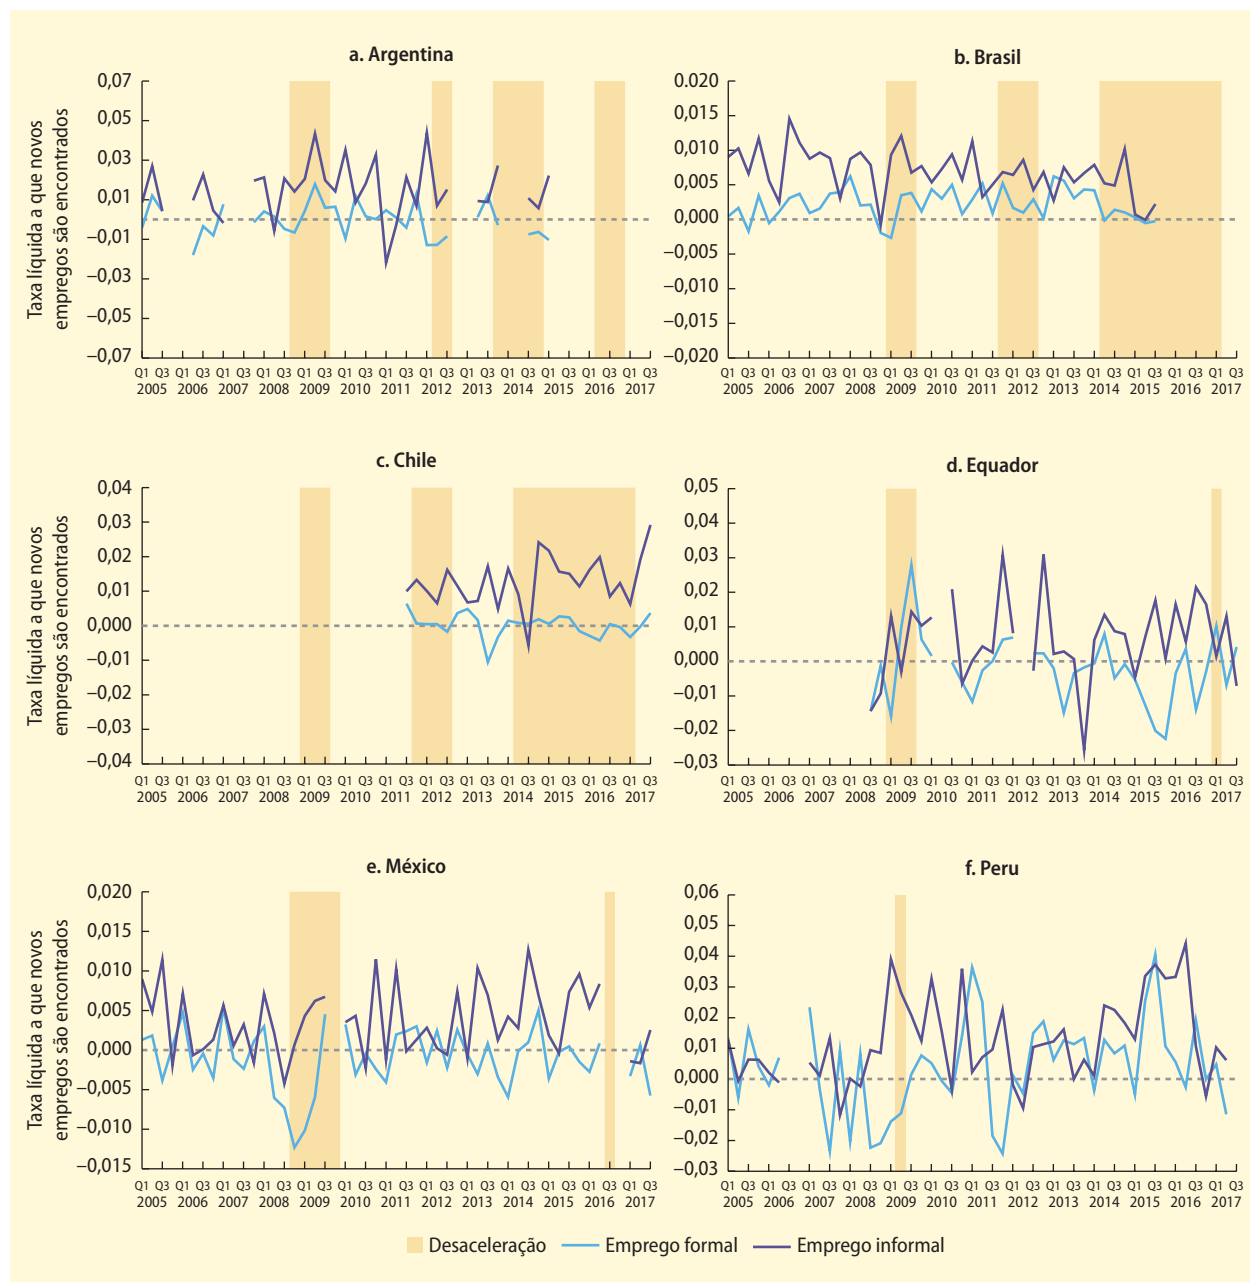 a. Argentina
Taxa líquida a que novos
empregos são encontrados
0,07
0,05
0,03
0,01
–0,01
–0,03
–0,05
–0,07
Q1 Q3 Q1 Q3 Q1 Q3 Q1 Q3 Q1 Q3 Q1 Q3 Q1 Q3 Q1 Q3 Q1 Q3 Q1 Q3 Q1 Q3 Q1 Q3 Q1 Q3
2005 2006 2007 2008 2009 2010 2011 2012 2013 2014 2015 2016 2017
b. Brasil
0.020
0,015
0,010
0,005
0,000
–0,005
–0,010
–0,015
–0,020
Q1 Q3 Q1 Q3 Q1 Q3 Q1 Q3 Q1 Q3 Q1 Q3 Q1 Q3 Q1 Q3 Q1 Q3 Q1 Q3 Q1 Q3 Q1 Q3 Q1 Q3
2005 2006 2007 2008 2009 2010 2011 2012 2013 2014 2015 2016 2017
c. Chile
Taxa líquida a que novos
empregos são encontrados
0,04
0,03
0,02
0,01
0,000
–0,01
–0,02
–0,03
–0,04
Q1 Q3 Q1 Q3 Q1 Q3 Q1 Q3 Q1 Q3 Q1 Q3 Q1 Q3 Q1 Q3 Q1 Q3 Q1 Q3 Q1 Q3 Q1 Q3 Q1 Q3
2005 2006 2007 2008 2009 2010 2011 2012 2013 2014 2015 2016 2017
d. Equador
0,05
0,04
0,03
0,02
0,01
0,000
–0,01
–0,02
–0,03
Q1 Q3 Q1 Q3 Q1 Q3 Q1 Q3 Q1 Q3 Q1 Q3 Q1 Q3 Q1 Q3 Q1 Q3 Q1 Q3 Q1 Q3 Q1 Q3 Q1 Q3
2005 2006 2007 2008 2009 2010 2011 2012 2013 2014 2015 2016 2017
e. México
Taxa líquida a que novos
empregos são encontrados
0,020
0,015
0,010
0,005
0,000
–0,005
–0,010
–0,015
Q1 Q3 Q1 Q3 Q1 Q3 Q1 Q3 Q1 Q3 Q1 Q3 Q1 Q3 Q1 Q3 Q1 Q3 Q1 Q3 Q1 Q3 Q1 Q3 Q1 Q3
2005 2006 2007 2008 2009 2010 2011 2012 2013 2014 2015 2016 2017
f. Peru
0,06
0,05
0,04
0,03
0,02
0,01
0,000
–0,01
–0,02
–0,03
Q1 Q3 Q1 Q3 Q1 Q3 Q1 Q3 Q1 Q3 Q1 Q3 Q1 Q3 Q1 Q3 Q1 Q3 Q1 Q3 Q1 Q3 Q1 Q3 Q1 Q3
2005 2006 2007 2008 2009 2010 2011 2012 2013 2014 2015 2016 2017
Desaceleração Emprego formal Emprego informal